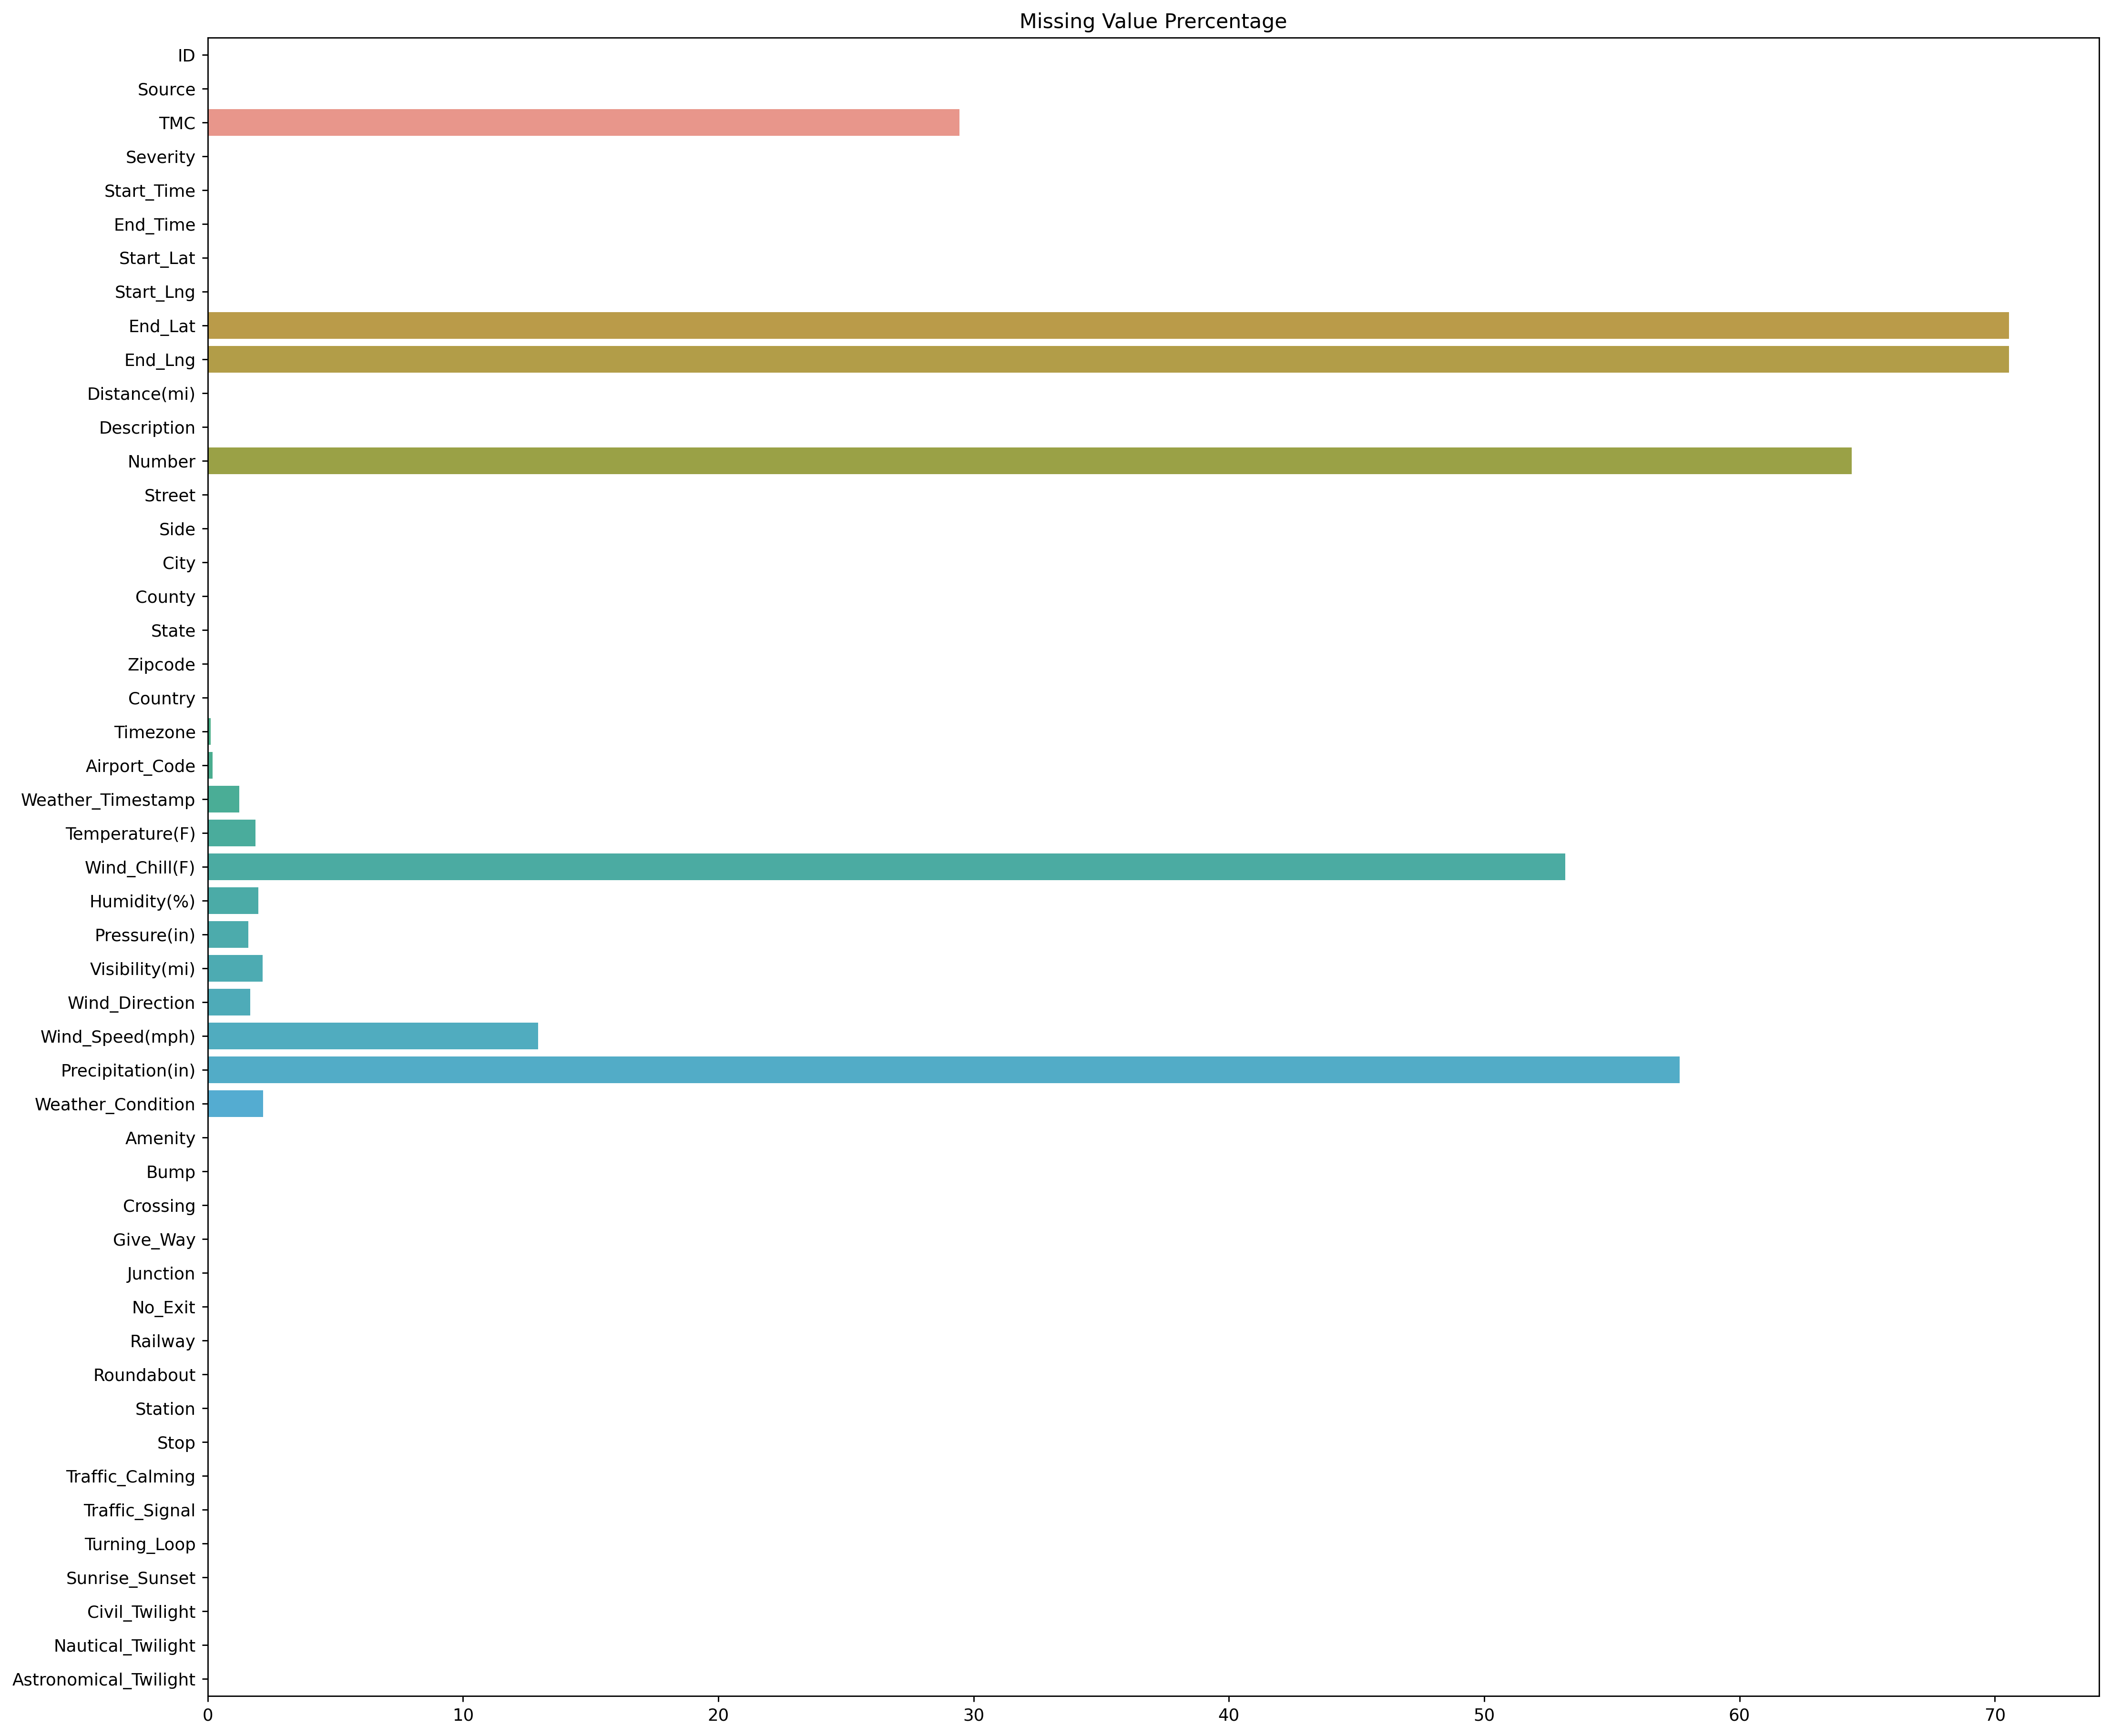 Missing Value Prercentage
ID
Source
TMC
Severity
Start_Time
End_Time
Start_Lat
Start_Lng
End_Lat
End_Lng
Distance(mi)
Description
Number
Street
Side
City
County
State
Zipcode
Country
Timezone
Airport_Code
Weather_Timestamp
Temperature(F)
Wind_Chill(F)
Humidity(%)
Pressure(in)
Visibility(mi)
Wind_Direction
Wind_Speed(mph)
Precipitation(in)
Weather_Condition
Amenity
Bump
Crossing
Give_Way
Junction
No_Exit
Railway
Roundabout
Station
Stop
Traffic_Calming
Traffic_Signal
Turning_Loop
Sunrise_Sunset
Civil_Twilight
Nautical_Twilight
Astronomical_Twilight
0 10 20 30 40 50 60 70